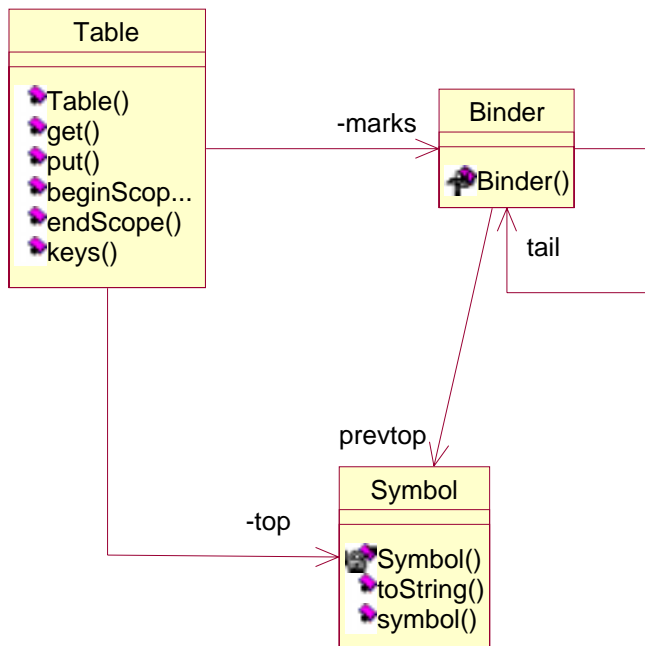 Table
Table()
get()
put()
beginScop...
endScope()
keys()
-marks
Binder
Binder()
tail
prevtop
-top
Symbol
Symbol()
toString()
symbol()